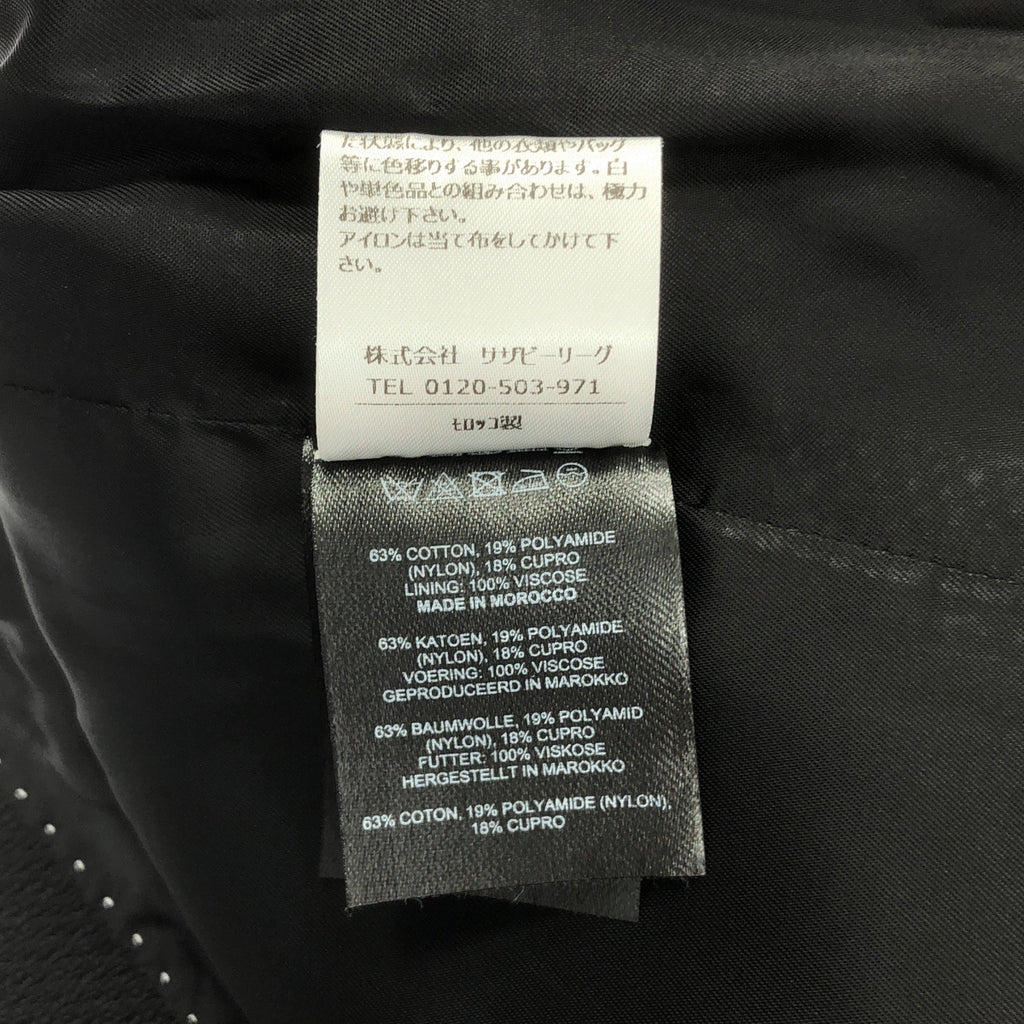 た状態により、他の衣類やバッグ
等に色移りする事があります。白
や単色品との組み合わせは、極力
お避け下さい。
アイロンは当て布をしてかけて下
さい。
株式会社 サザビーリーグ
TEL 0120-503-971
モロッコ製
63% COTTON, 19% POLYAMIDE
(NYLON), 18% CUPRO
LINING: 100% VISCOSE
MADE IN MOROCCO
63% KATOEN, 19% POLYAMIDE
(NYLON), 18% CUPRO
VOERING: 100% VISCOSE
GEPRODUCEERD IN MAROKKO
63% BAUMWOLLE, 19% POLYAMID
(NYLON), 18% CUPRO
FUTTER: 100% VISKOSE
HERGESTELLT IN MAROKKO
63% COTON, 19% POLYAMIDE (NYLON),
18% CUPRO